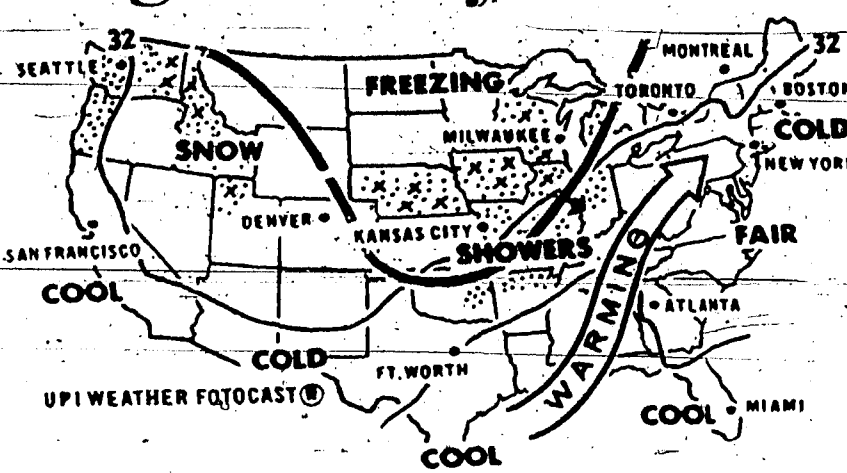 32
32
SEATTLE
MONTREAL
FREEZING
TORONTO
BOSTON
MILWAUKEE
COLD
SNOW
NEW YORK
DENVER
KANSAS CITY
FAIR
SAN FRANCISCO
SHOWERS
COOL
WARMING
ATLANTA
COLD
FT. WORTH
UPI WEATHER FOTOCAST ®
COOL
MIAMI
COOL